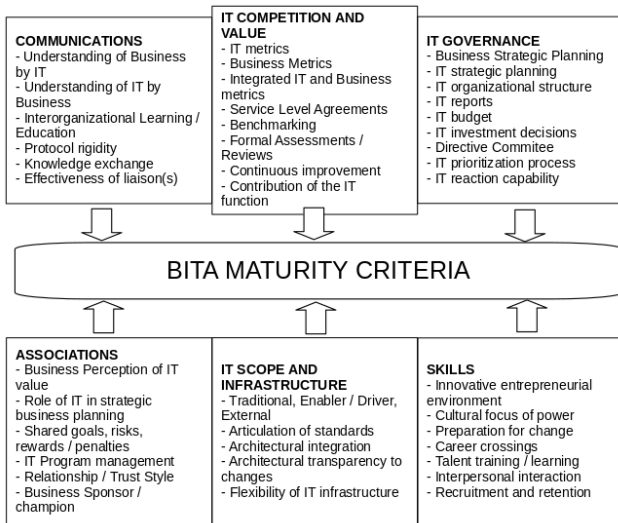 COMMUNICATIONS
- Understanding of Business
by IT
- Understanding of IT by
Business
- Interorganizational Learning /
Education
- Protocol rigidity
- Knowledge exchange
- Effectiveness of liaison(s)
IT COMPETITION AND
VALUE
- IT metrics
- Business Metrics
- Integrated IT and Business
metrics
- Service Level Agreements
- Benchmarking
- Formal Assessments /
Reviews
- Continuous improvement
- Contribution of the IT
function
IT GOVERNANCE
- Business Strategic Planning
- IT strategic planning
- IT organizational structure
- IT reports
- IT budget
- IT investment decisions
- Directive Commitee
- IT prioritization process
- IT reaction capability
BITA MATURITY CRITERIA
ASSOCIATIONS
- Business Perception of IT
value
- Role of IT in strategic
business planning
- Shared goals, risks,
rewards / penalties
- IT Program management
- Relationship / Trust Style
- Business Sponsor /
champion
IT SCOPE AND
INFRASTRUCTURE
- Traditional, Enabler / Driver,
External
- Articulation of standards
- Architectural integration
- Architectural transparency to
changes
- Flexibility of IT infrastructure
SKILLS
- Innovative entrepreneurial
environment
- Cultural focus of power
- Preparation for change
- Career crossings
- Talent training / learning
- Interpersonal interaction
- Recruitment and retention